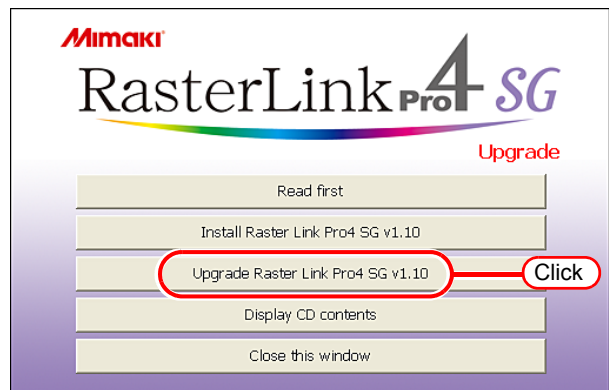 Mimaki
RasterLink Pro4 SG
Upgrade
Read first
Install Raster Link Pro4 SG v1.10
Upgrade Raster Link Pro4 SG v1.10
Click
Display CD contents
Close this window